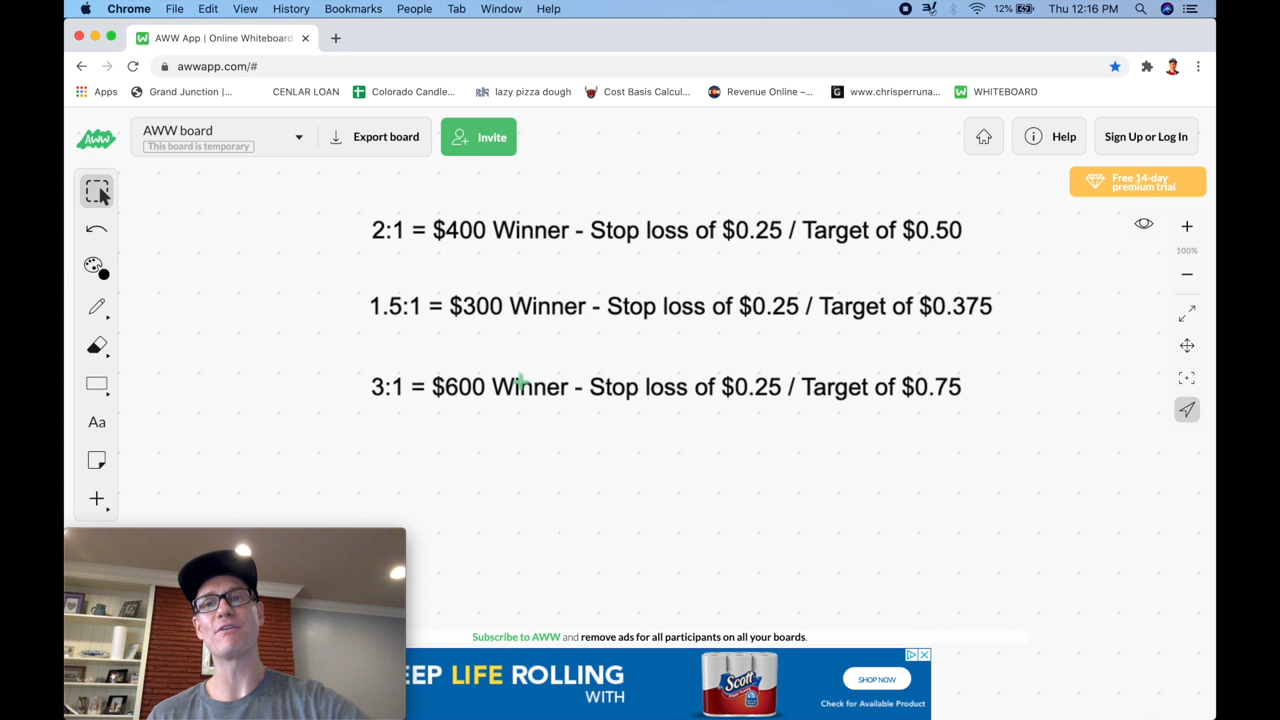 Chrome File Edit View History Bookmarks People Tab Window Help 12% Thu 12:16 PM
AWW App | Online Whiteboard
awwapp.com/#
Apps Grand Junction |... CENLAR LOAN Colorado Candle... lazy pizza dough Cost Basis Calcul... Revenue Online –... www.chrisperruna... WHITEBOARD
AWW
AWW board
This board is temporary
Export board
Invite
Help
Sign Up or Log In
Free 14-day
premium trial
2:1 = $400 Winner - Stop loss of $0.25 / Target of $0.50
100%
1.5:1 = $300 Winner - Stop loss of $0.25 / Target of $0.375
3:1 = $600 Winner - Stop loss of $0.25 / Target of $0.75
Aa
Subscribe to AWW and remove ads for all participants on all your boards.
EEP LIFE ROLLING
WITH
Scott
SHOP NOW
Check for Available Product